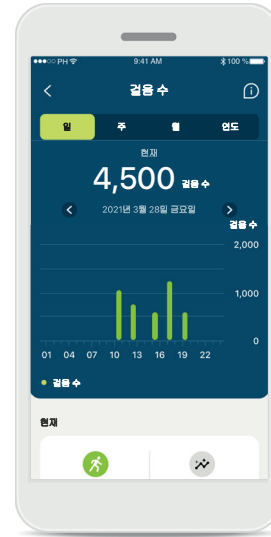 PH 9:41 AM 100 %
걸음 수
일 주 월 연도
현재
4,500 걸음 수
2021년 3월 28일 금요일
걸음 수
2,000
1,000
0
01 04 07 10 13 16 19 22
걸음 수
현재